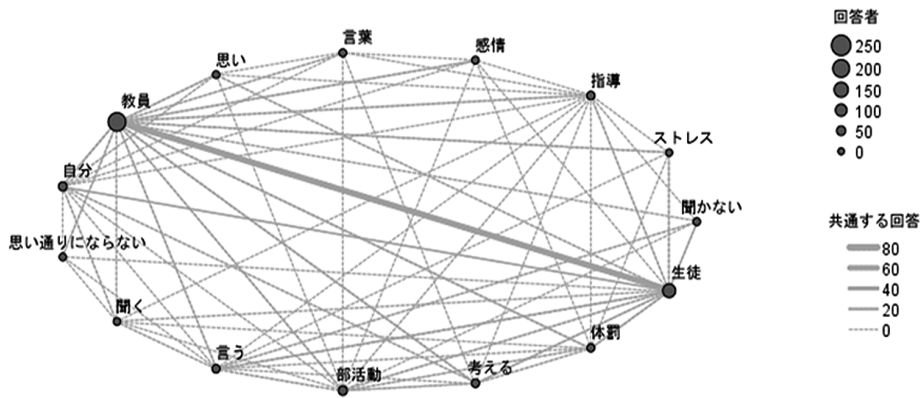 言葉
感情
思い
指導
教員
ストレス
自分
聞かない
思い通りにならない
生徒
聞く
体罰
言う
部活動
考える
回答者
250
200
150
100
50
0
共通する回答
80
60
40
20
0